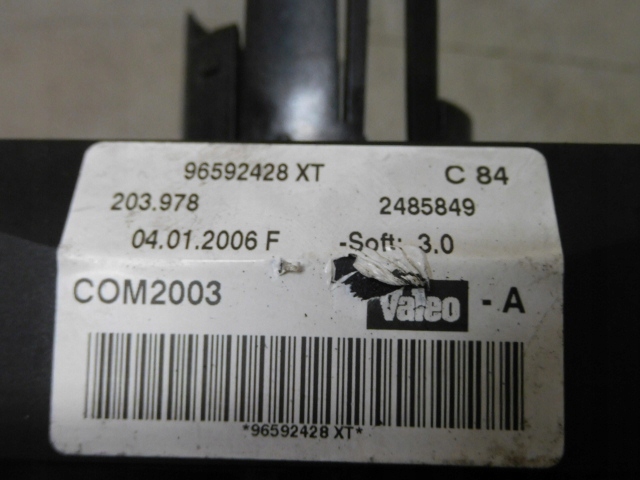 96592428 XT C 84
203.978 2485849
04.01.2006 F -Soft: 3.0
COM2003 Valeo - A
*96592428 XT*